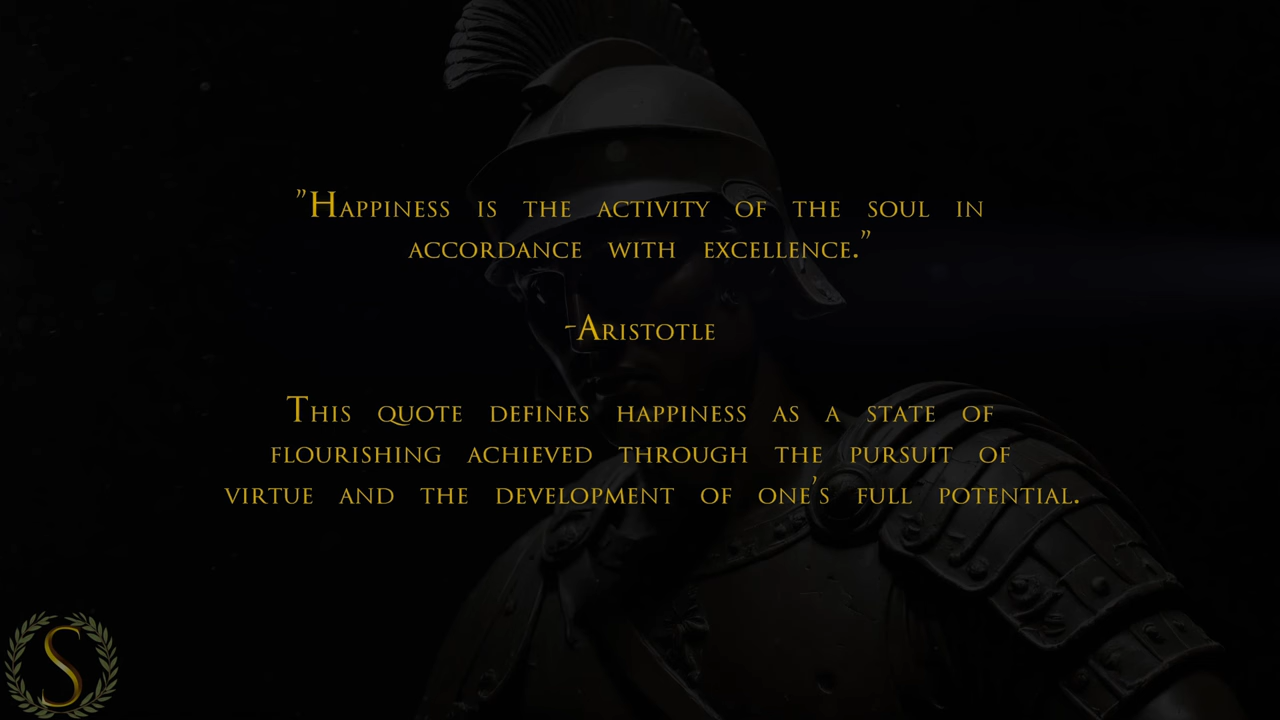 "Happiness is the activity of the soul in
accordance with excellence."
-Aristotle
This quote defines happiness as a state of
flourishing achieved through the pursuit of
virtue and the development of one's full potential.
S